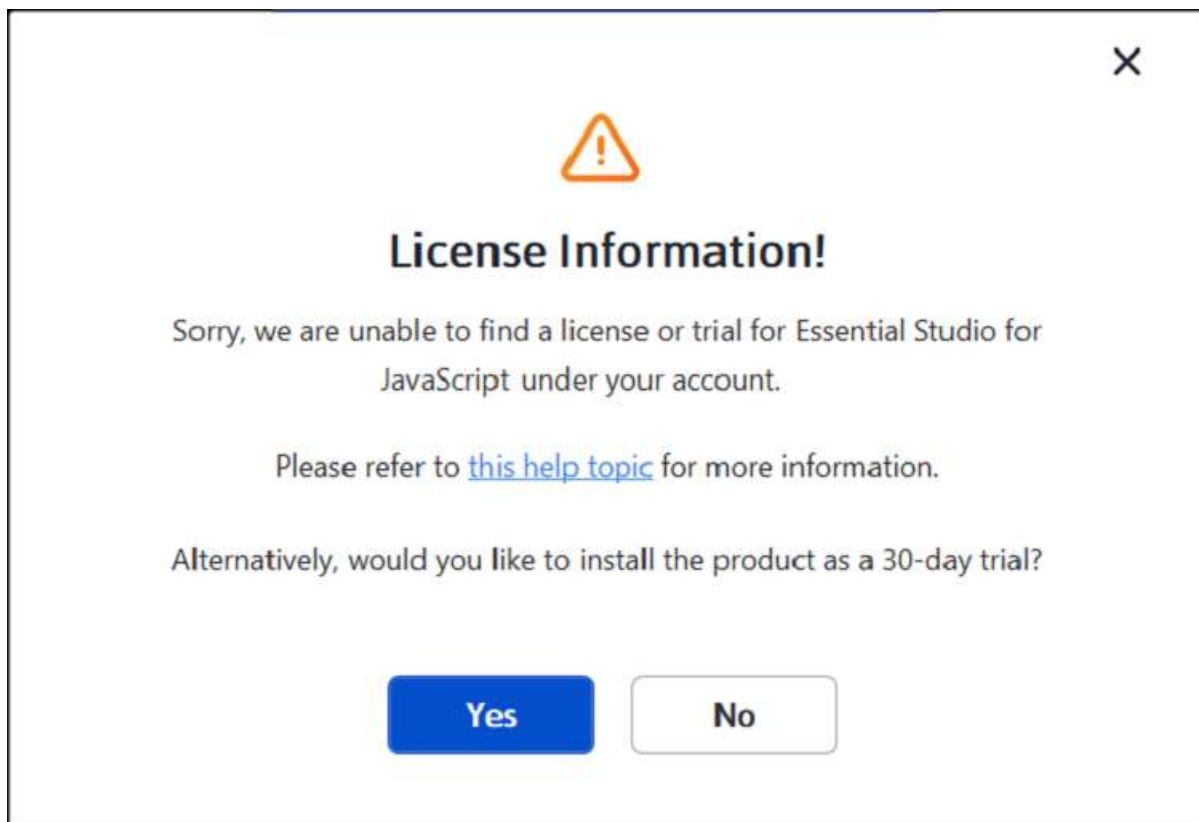 License Information!
Sorry, we are unable to find a license or trial for Essential Studio for
JavaScript under your account.
Please refer to this help topic for more information.
Alternatively, would you like to install the product as a 30-day trial?
Yes No